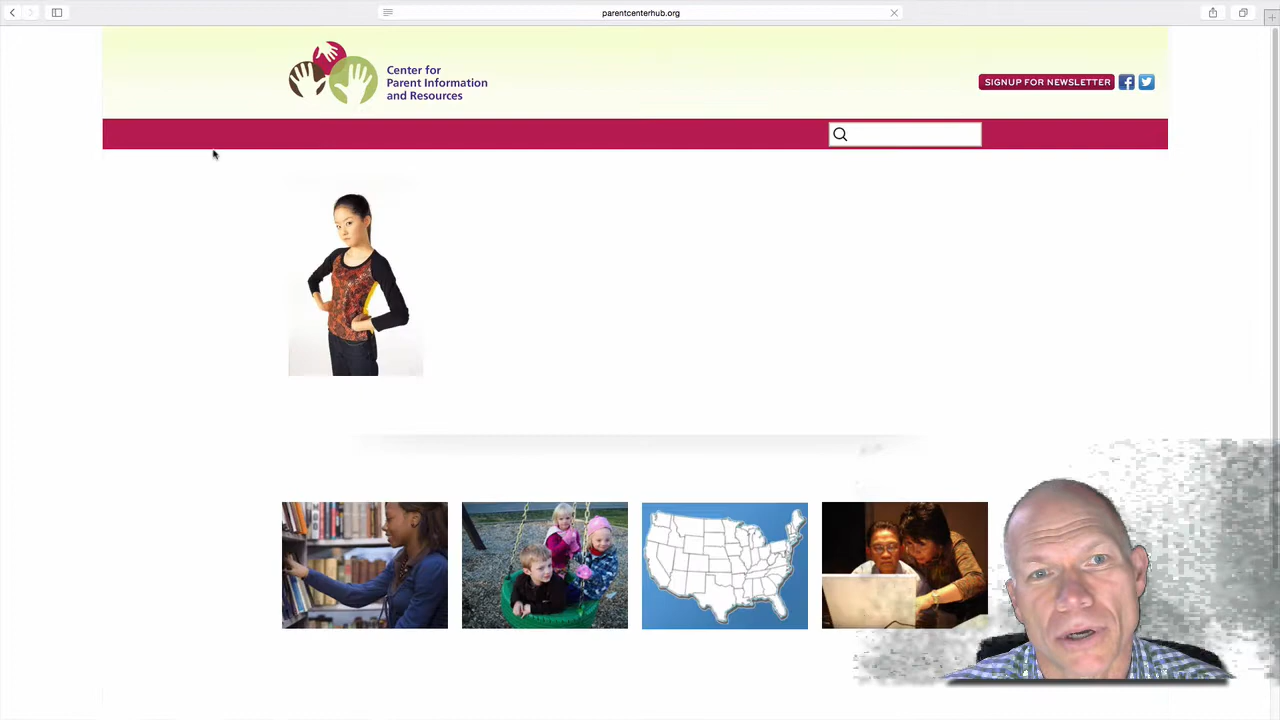 parentcenterhub.org
Center for
Parent Information
and Resources
SIGNUP FOR NEWSLETTER